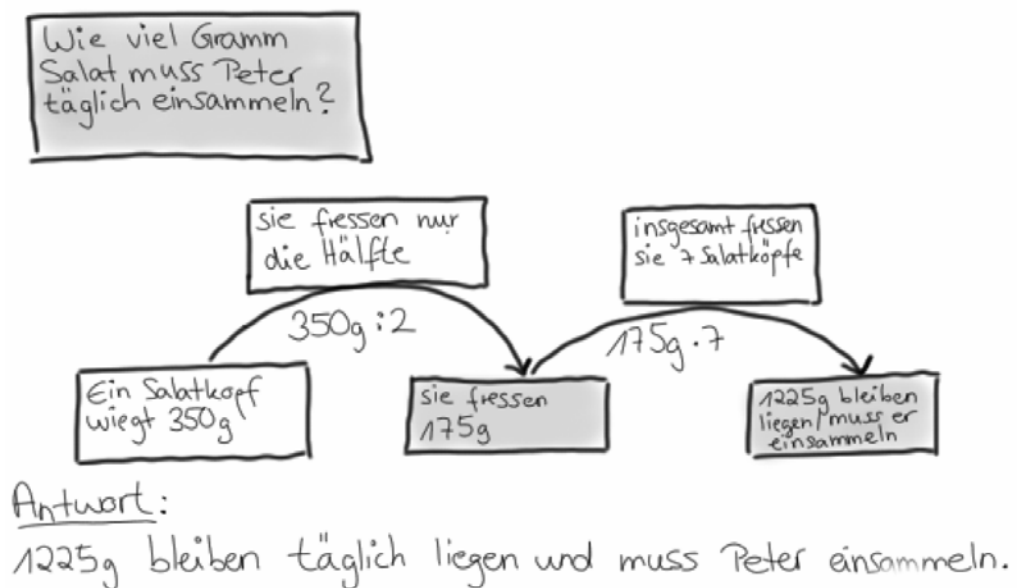 Wie viel Gramm
Salat muss Peter
täglich einsammeln?
sie fressen nur
die Hälfte
insgesamt fressen
sie 7 Salatköpfe
350g : 2
175g · 7
Ein Salatkopf
wiegt 350g
sie fressen
175g
1225g bleiben
liegen/muss er
einsammeln
Antwort:
1225g bleiben täglich liegen und muss Peter einsammeln.